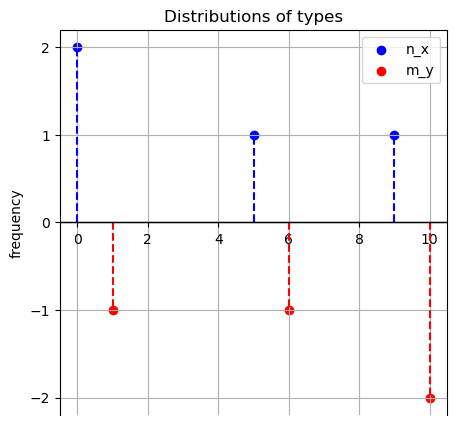 Distributions of types
n_x
m_y
frequency
2
1
0
−1
−2
0 2 4 6 8 10